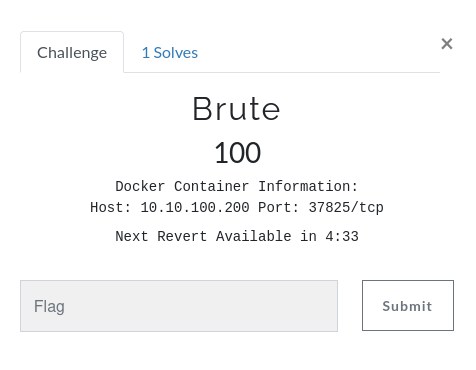 Challenge 1 Solves ×
Brute
100
Docker Container Information:
Host: 10.10.100.200 Port: 37825/tcp
Next Revert Available in 4:33
Flag Submit